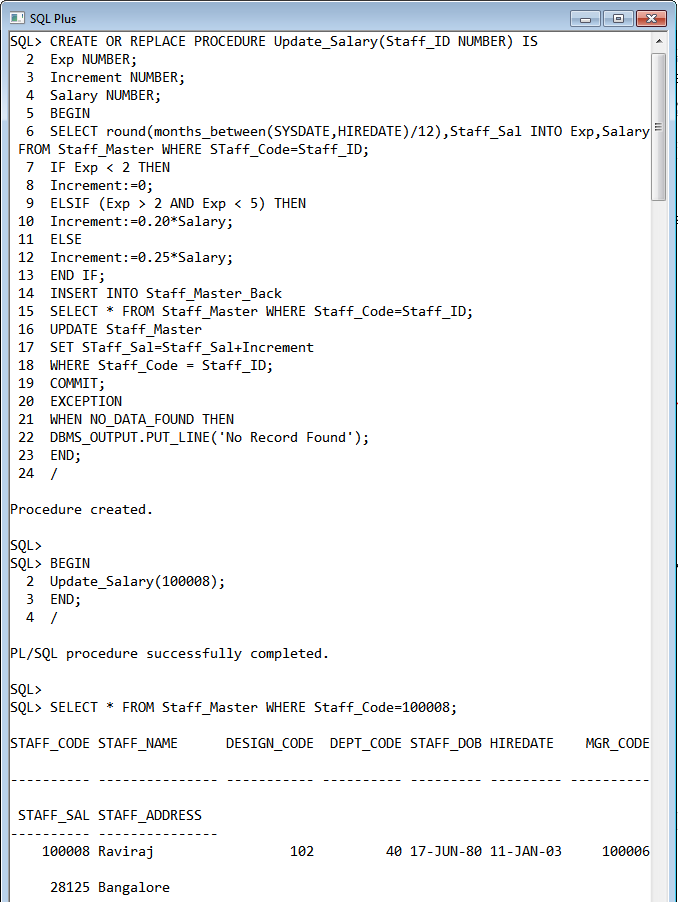 SQL Plus
SQL> CREATE OR REPLACE PROCEDURE Update_Salary(Staff_ID NUMBER) IS
  2  Exp NUMBER;
  3  Increment NUMBER;
  4  Salary NUMBER;
  5  BEGIN
  6  SELECT round(months_between(SYSDATE,HIREDATE)/12),Staff_Sal INTO Exp,Salary
 FROM Staff_Master WHERE STaff_Code=Staff_ID;
  7  IF Exp < 2 THEN
  8  Increment:=0;
  9  ELSIF (Exp > 2 AND Exp < 5) THEN
 10  Increment:=0.20*Salary;
 11  ELSE
 12  Increment:=0.25*Salary;
 13  END IF;
 14  INSERT INTO Staff_Master_Back
 15  SELECT * FROM Staff_Master WHERE Staff_Code=Staff_ID;
 16  UPDATE Staff_Master
 17  SET STaff_Sal=Staff_Sal+Increment
 18  WHERE Staff_Code = Staff_ID;
 19  COMMIT;
 20  EXCEPTION
 21  WHEN NO_DATA_FOUND THEN
 22  DBMS_OUTPUT.PUT_LINE('No Record Found');
 23  END;
 24  /
Procedure created.
SQL>
SQL> BEGIN
  2  Update_Salary(100008);
  3  END;
  4  /
PL/SQL procedure successfully completed.
SQL>
SQL> SELECT * FROM Staff_Master WHERE Staff_Code=100008;
STAFF_CODE STAFF_NAME      DESIGN_CODE  DEPT_CODE STAFF_DOB HIREDATE    MGR_CODE
---------- --------------- ----------- ---------- --------- --------- ----------
 STAFF_SAL STAFF_ADDRESS
---------- ---------------
    100008 Raviraj                 102         40 17-JUN-80 11-JAN-03     100006
     28125 Bangalore